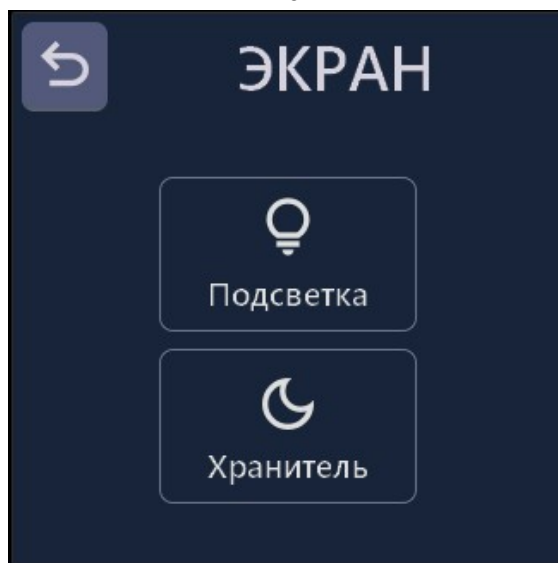 ЭКРАН
Подсветка
Хранитель